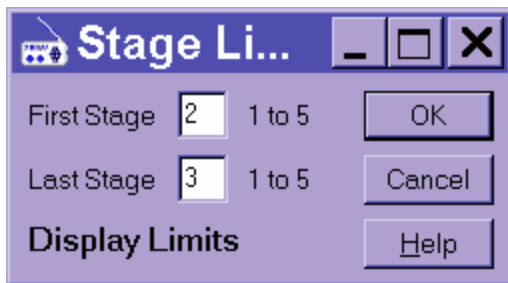 Stage Li...
First Stage 2 1 to 5 OK
Last Stage 3 1 to 5 Cancel
Display Limits Help